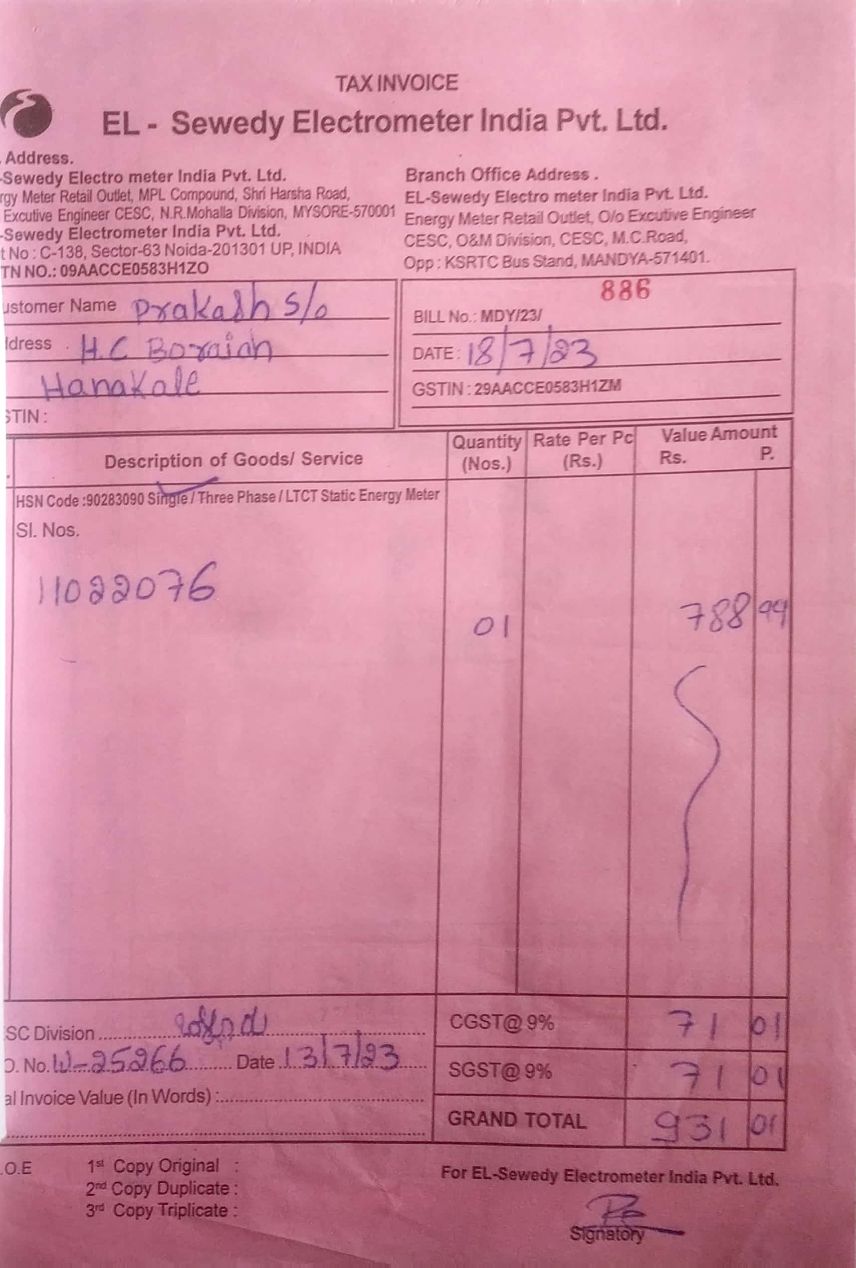 TAX INVOICE
EL - Sewedy Electrometer India Pvt. Ltd.
Address.
-Sewedy Electro meter India Pvt. Ltd.
rgy Meter Retail Outlet, MPL Compound, Shri Harsha Road,
Excutive Engineer CESC, N.R.Mohalla Division, MYSORE-570001
-Sewedy Electrometer India Pvt. Ltd.
t No : C-138, Sector-63 Noida-201301 UP, INDIA
TN NO.: 09AACCE0583H1ZO
Branch Office Address .
EL-Sewedy Electro meter India Pvt. Ltd.
Energy Meter Retail Outlet, O/o Excutive Engineer
CESC, O&M Division, CESC, M.C.Road,
Opp : KSRTC Bus Stand, MANDYA-571401.
ustomer Name Prakash S/o
ldress . H.C Boraiah
Hanakale
STIN :
886
BILL No.: MDY/23/
DATE : 18/7/23
GSTIN : 29AACCE0583H1ZM
Description of Goods/ Service
Quantity (Nos.)
Rate Per Pc (Rs.)
Value Amount
Rs. P.
HSN Code :90283090 Single / Three Phase / LTCT Static Energy Meter
Sl. Nos.
11022076
01 788 99
SC Division
O. No. W-25266 Date 13/7/23
al Invoice Value (In Words) :
CGST@ 9% 71 01
SGST@ 9% 71 01
GRAND TOTAL 931 01
.O.E
1st Copy Original :
2nd Copy Duplicate :
3rd Copy Triplicate :
For EL-Sewedy Electrometer India Pvt. Ltd.
Signatory